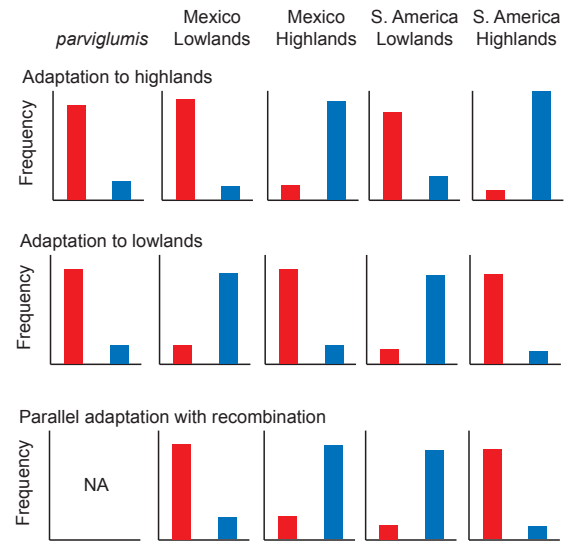 parviglumis
Mexico
Lowlands
Mexico
Highlands
S. America
Lowlands
S. America
Highlands
Adaptation to highlands
Frequency
Adaptation to lowlands
Frequency
Parallel adaptation with recombination
Frequency
NA